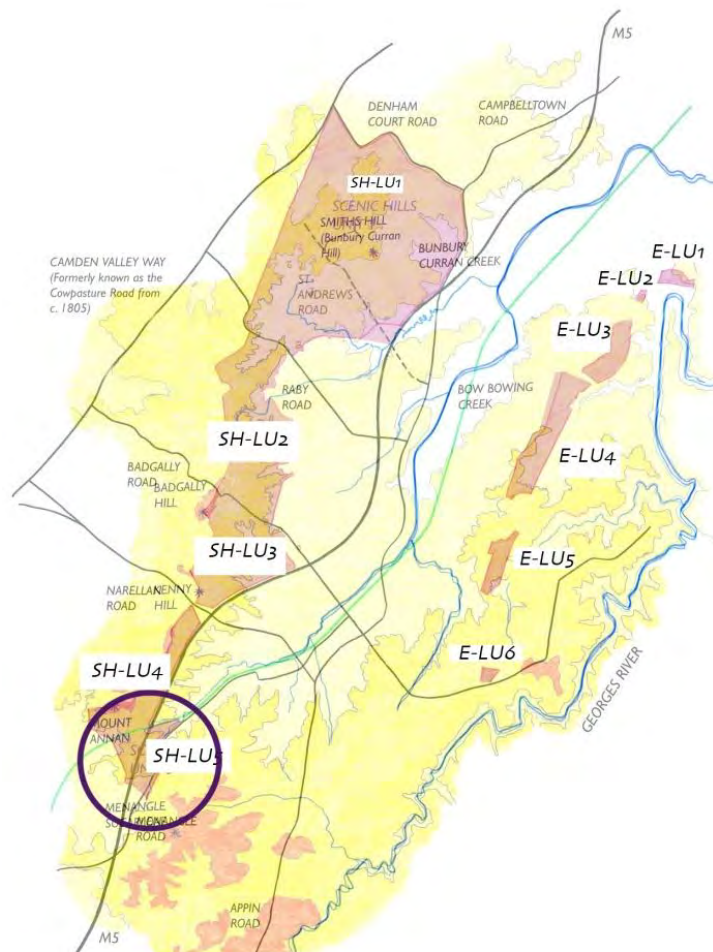 M5
DENHAM
COURT ROAD
CAMPBELLTOWN
ROAD
SH-LU1
SCENIC HILLS
SMITHS HILL
(Bunbury Curran
Hill)
BUNBURY
CURRAN CREEK
CAMDEN VALLEY WAY
(Formerly known as the
Cowpasture Road from
c. 1805)
ST.
ANDREWS
ROAD
E-LU1
E-LU2
E-LU3
RABY
ROAD
BOW BOWING
CREEK
SH-LU2
E-LU4
BADGALLY
ROAD
BADGALLY
HILL
SH-LU3
E-LU5
NARELLAN
ROAD
KENNY
HILL
E-LU6
SH-LU4
GEORGES RIVER
MOUNT
ANNAN
SH-LU5
MENANGLE
MENANGLE
ROAD
APPIN
ROAD
M5